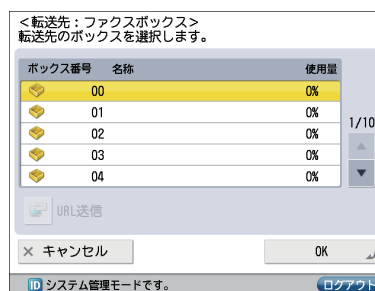 <転送先：ファクスボックス>
転送先のボックスを選択します。
ボックス番号 名称 使用量
00 0%
01 0%
02 0%
03 0%
04 0%
1/10
URL送信
× キャンセル
OK
ID システム管理モードです。
ログアウト